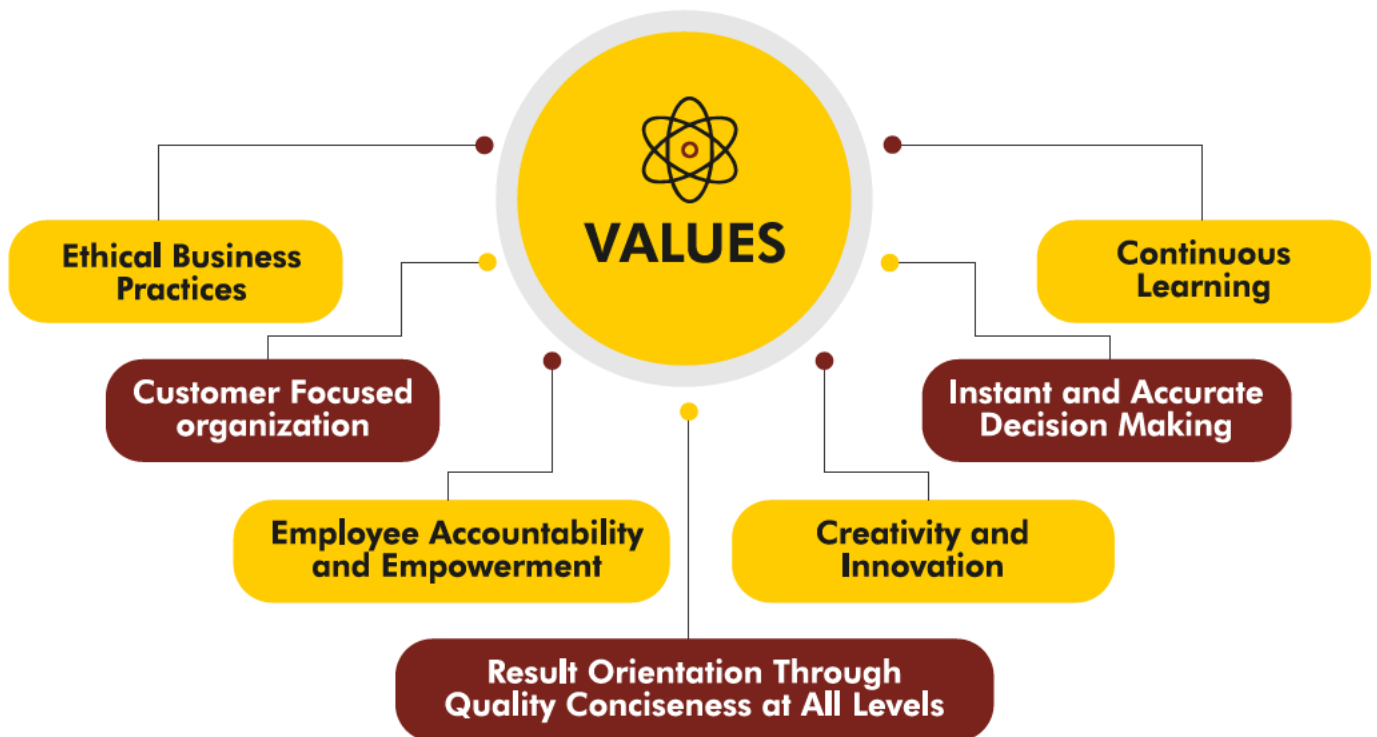 VALUES
Ethical Business
Practices
Continuous
Learning
Customer Focused
organization
Instant and Accurate
Decision Making
Employee Accountability
and Empowerment
Creativity and
Innovation
Result Orientation Through
Quality Conciseness at All Levels